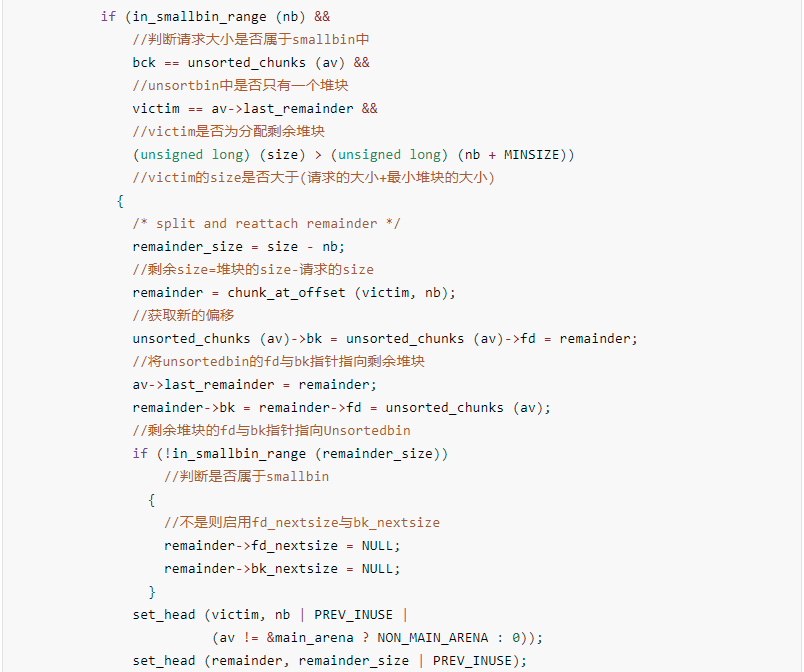 if (in_smallbin_range (nb) &&
//判断请求大小是否属于smallbin中
bck == unsorted_chunks (av) &&
//unsortbin中是否只有一个堆块
victim == av->last_remainder &&
//victim是否为分配剩余堆块
(unsigned long) (size) > (unsigned long) (nb + MINSIZE))
//victim的size是否大于(请求的大小+最小堆块的大小)
{
/* split and reattach remainder */
remainder_size = size - nb;
//剩余size=堆块的size-请求的size
remainder = chunk_at_offset (victim, nb);
//获取新的偏移
unsorted_chunks (av)->bk = unsorted_chunks (av)->fd = remainder;
//将unsortedbin的fd与bk指针指向剩余堆块
av->last_remainder = remainder;
remainder->bk = remainder->fd = unsorted_chunks (av);
//剩余堆块的fd与bk指针指向Unsortedbin
if (!in_smallbin_range (remainder_size))
//判断是否属于smallbin
{
//不是则启用fd_nextsize与bk_nextsize
remainder->fd_nextsize = NULL;
remainder->bk_nextsize = NULL;
}
set_head (victim, nb | PREV_INUSE |
(av != &main_arena ? NON_MAIN_ARENA : 0));
set_head (remainder, remainder_size | PREV_INUSE);